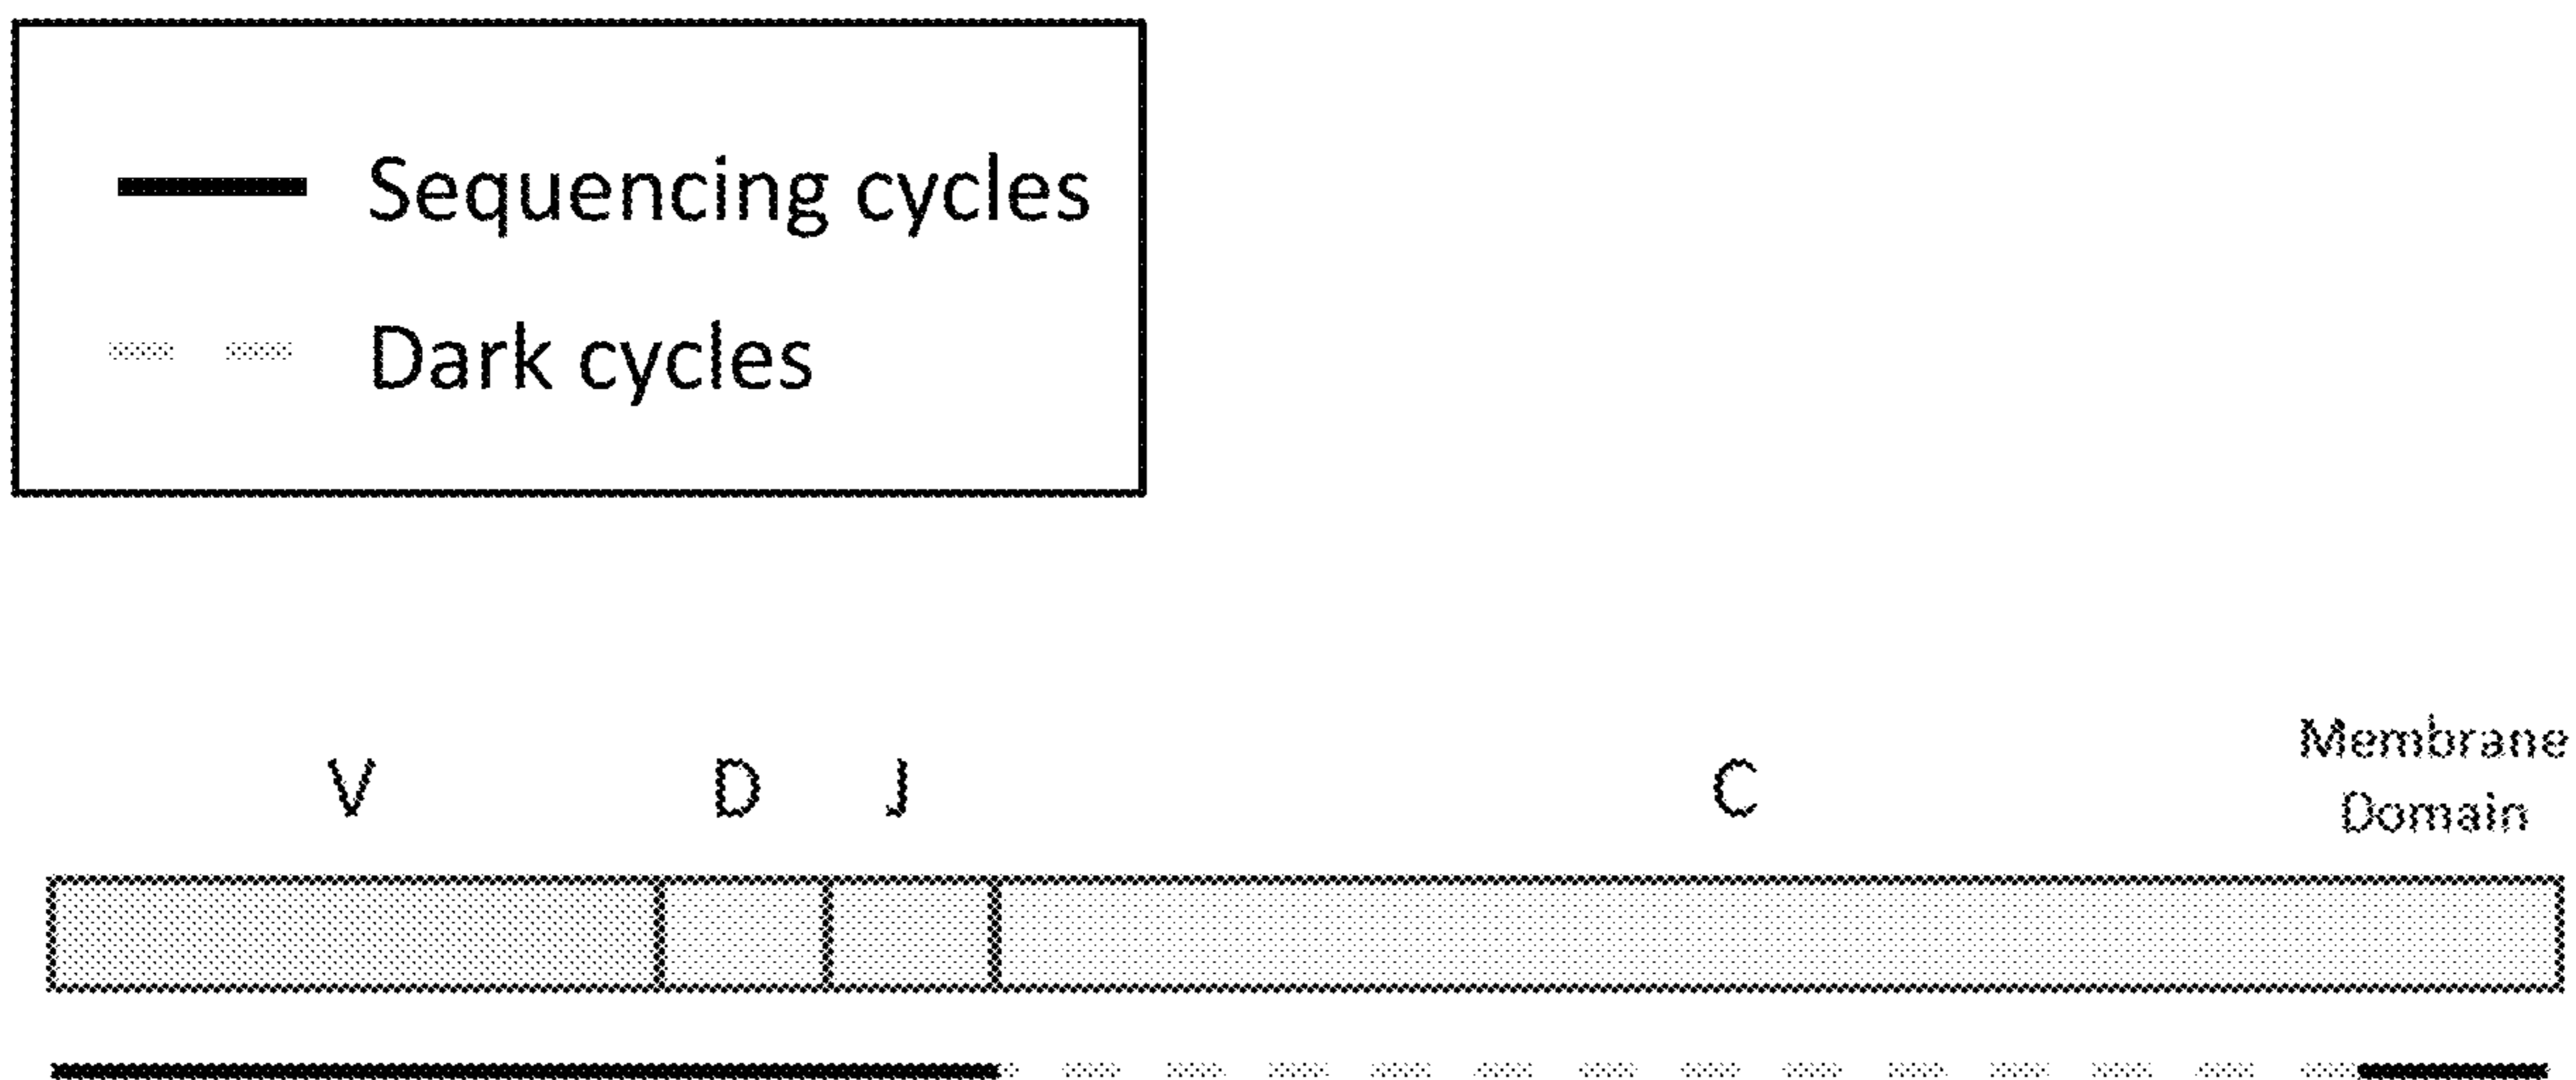 Sequencing cycles
Dark cycles
Membrane
Domain
V D J C